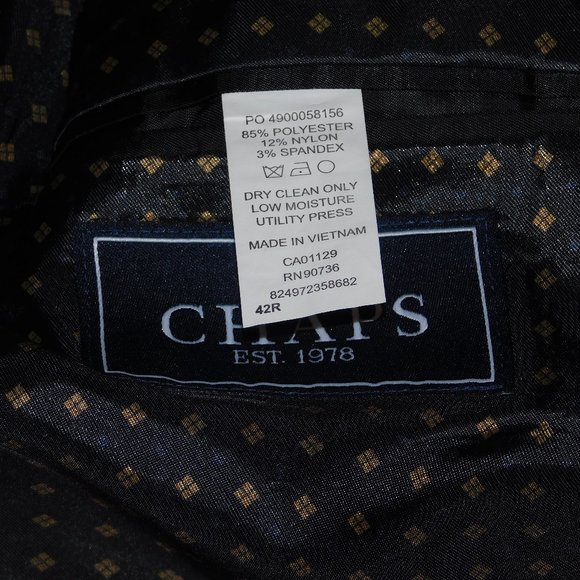 PO 4900058156
85% POLYESTER
12% NYLON
3% SPANDEX
DRY CLEAN ONLY
LOW MOISTURE
UTILITY PRESS
MADE IN VIETNAM
CA01129
RN90736
824972358682
42R
CHAPS
EST. 1978